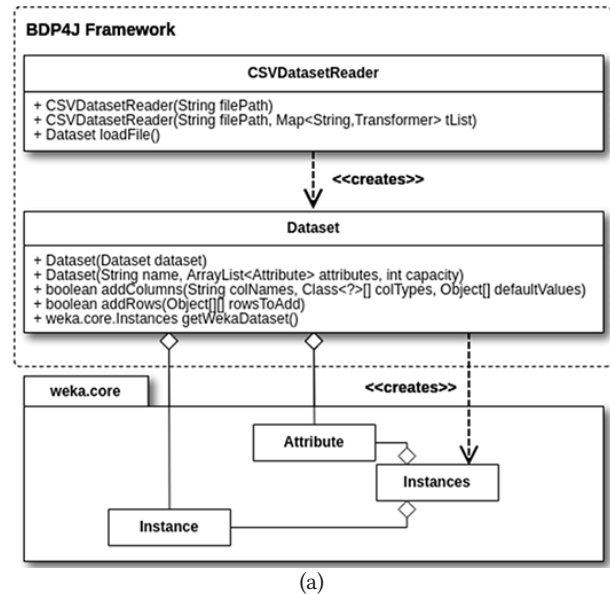 BDP4J Framework
CSVDatasetReader
+ CSVDatasetReader(String filePath)
+ CSVDatasetReader(String filePath, Map<String,Transformer> tList)
+ Dataset loadFile()
<<creates>>
Dataset
+ Dataset(Dataset dataset)
+ Dataset(String name, ArrayList<Attribute> attributes, int capacity)
+ boolean addColumns(String colNames, Class<?>[] colTypes, Object[] defaultValues)
+ boolean addRows(Object[][] rowsToAdd)
+ weka.core.Instances getWekaDataset()
<<creates>>
weka.core
Attribute
Instances
Instance
(a)